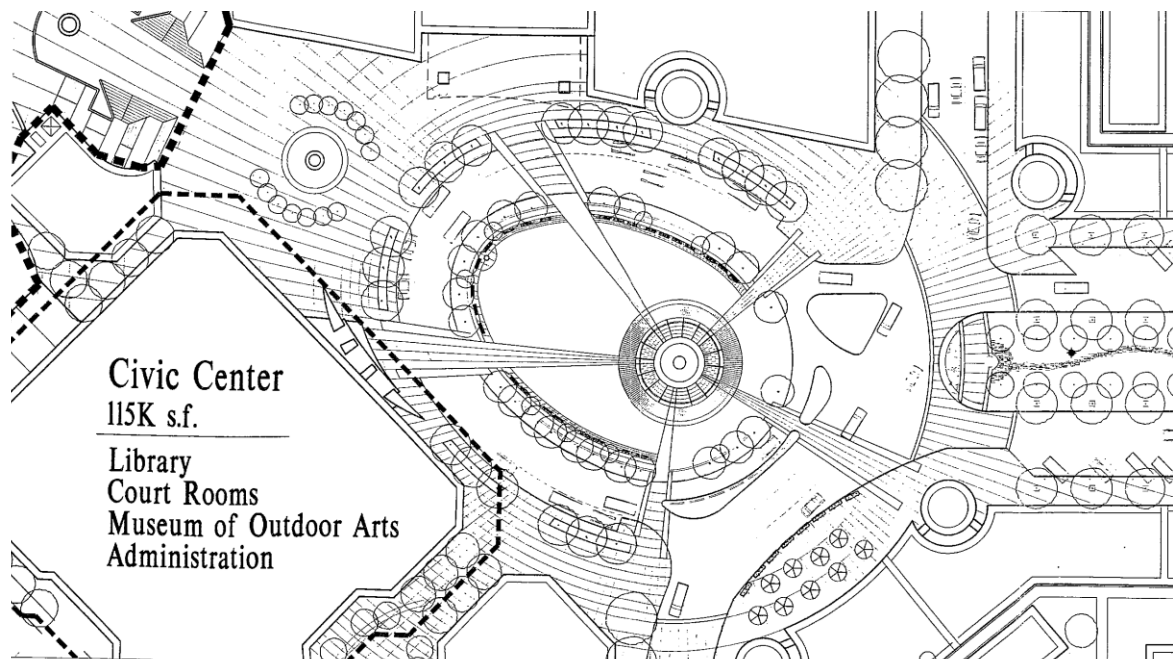 Civic Center
115K s.f.
Library
Court Rooms
Museum of Outdoor Arts
Administration